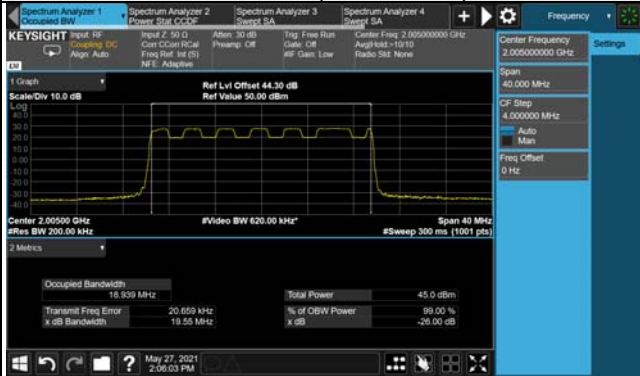 Spectrum Analyzer 1
Occupied BW
Spectrum Analyzer 2
Power Stat CCDF
Spectrum Analyzer 3
Swept SA
Spectrum Analyzer 4
Swept SA
Frequency
KEYSIGHT
Input: RF
Coupling: DC
Align: Auto
Input Z: 50 Ω
Corr CCorr RCal
Freq Ref: Int (S)
NFE: Adaptive
Atten: 30 dB
Preamp: Off
Trig: Free Run
Gate: Off
#IF Gain: Low
Center Freq: 2.005000000 GHz
Avg|Hold:>10/10
Radio Std: None
LXI
Center Frequency
2.005000000 GHz
Settings
Span
40.000 MHz
CF Step
4.000000 MHz
Auto
Man
Freq Offset
0 Hz
1 Graph
Scale/Div 10.0 dB
Ref Lvl Offset 44.30 dB
Ref Value 50.00 dBm
Log
40.0
30.0
20.0
10.0
0.00
-10.0
-20.0
-30.0
-40.0
Center 2.00500 GHz
#Res BW 200.00 kHz
#Video BW 620.00 kHz*
Span 40 MHz
#Sweep 300 ms (1001 pts)
2 Metrics
Occupied Bandwidth
18.939 MHz
Total Power
45.0 dBm
Transmit Freq Error
20.659 kHz
% of OBW Power
99.00 %
x dB Bandwidth
19.55 MHz
x dB
-26.00 dB
?
May 27, 2021
2:06:03 PM